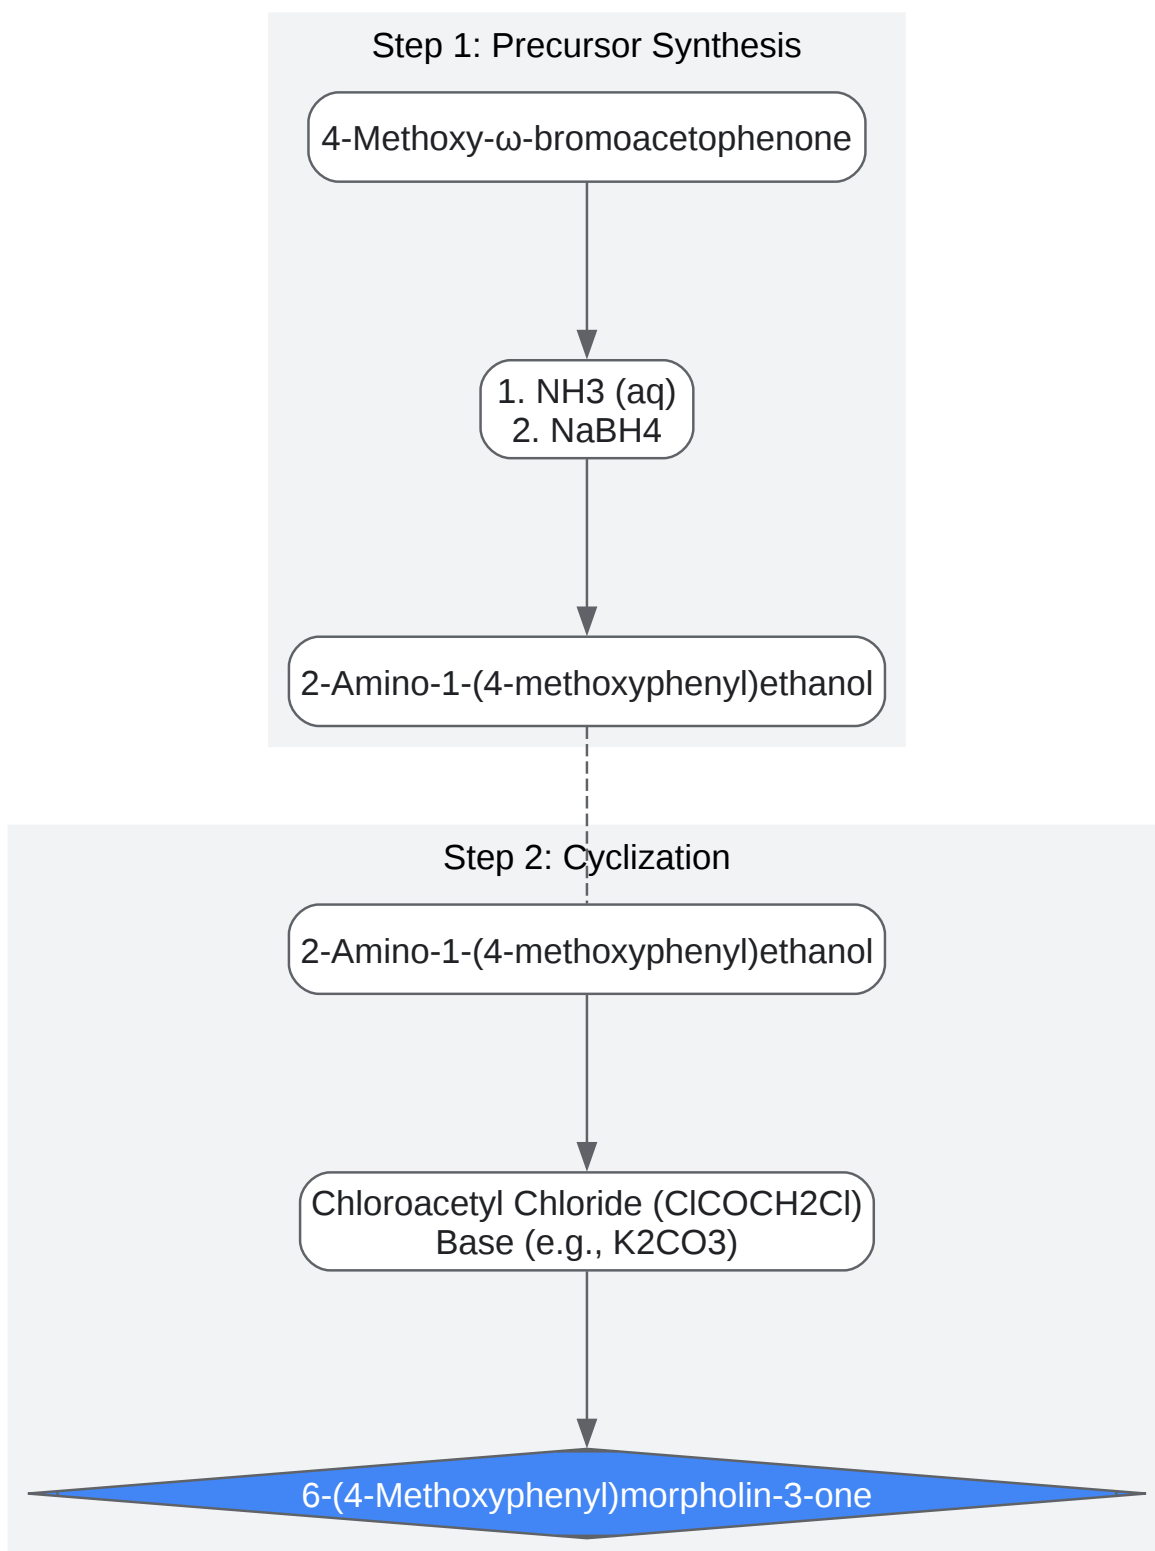 Step 1: Precursor Synthesis
4-Methoxy-ω-bromoacetophenone
1. NH3 (aq)
2. NaBH4
2-Amino-1-(4-methoxyphenyl)ethanol
Step 2: Cyclization
2-Amino-1-(4-methoxyphenyl)ethanol
Chloroacetyl Chloride (ClCOCH2Cl)
Base (e.g., K2CO3)
6-(4-Methoxyphenyl)morpholin-3-one